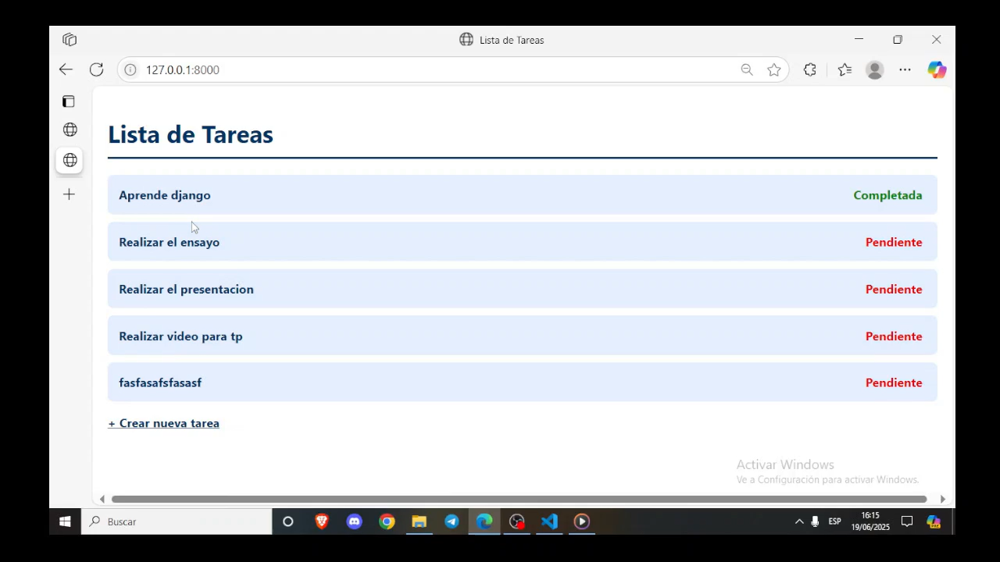 Lista de Tareas
127.0.0.1:8000
Lista de Tareas
Aprende django
Completada
Realizar el ensayo
Pendiente
Realizar el presentacion
Pendiente
Realizar video para tp
Pendiente
fasfasafsfasasf
Pendiente
+ Crear nueva tarea
Activar Windows
Ve a Configuración para activar Windows.
Buscar
ESP
16:15
19/06/2025